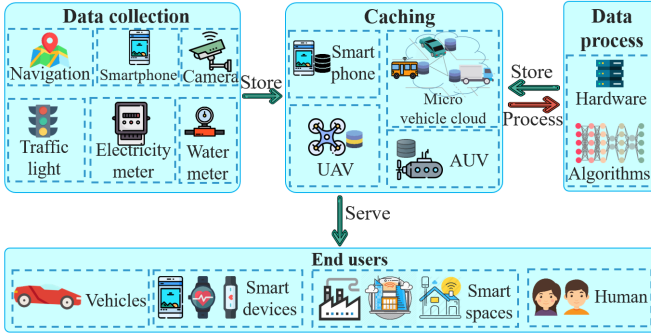 Data collection
Navigation
Smartphone
Camera
Traffic
light
Electricity
meter
Water
meter
Store
Caching
Smart
phone
Micro
vehicle cloud
UAV
AUV
Store
Process
Data
process
Hardware
Algorithms
Serve
End users
Vehicles
Smart
devices
Smart
spaces
Human